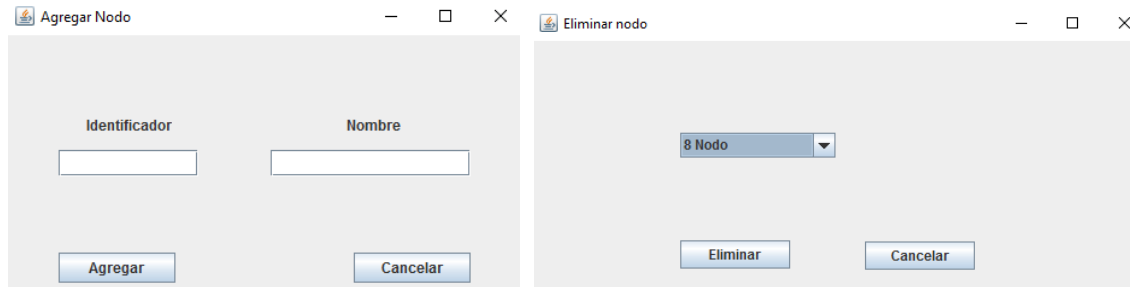 Agregar Nodo
Identificador Nombre
Agregar Cancelar
Eliminar nodo
8 Nodo
Eliminar Cancelar